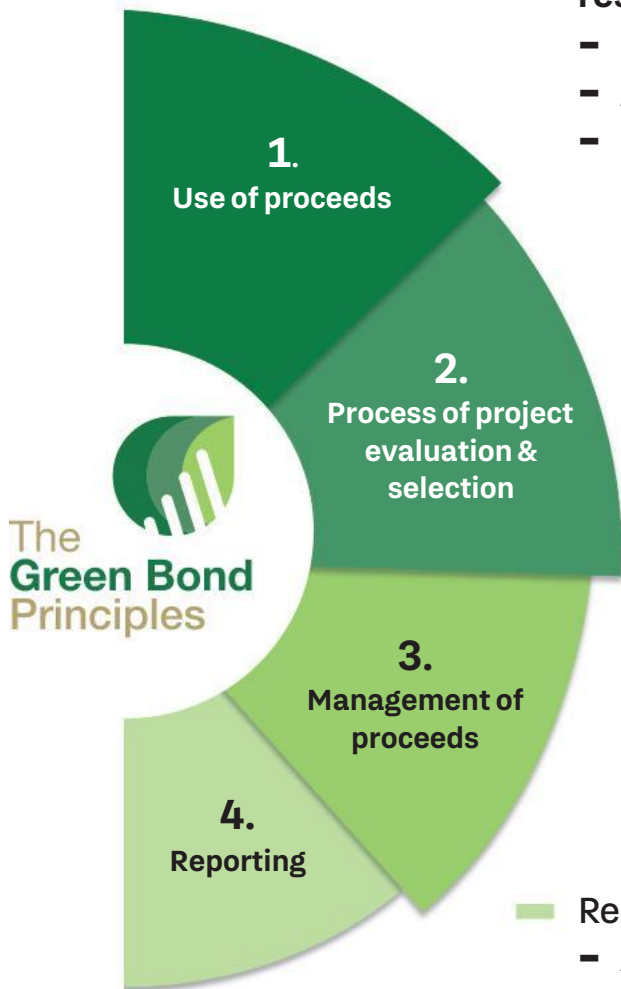 1.
Use of proceeds
2.
Process of project
evaluation &
selection
The
Green Bond
Principles
3.
Management of
proceeds
4.
Reporting
Re